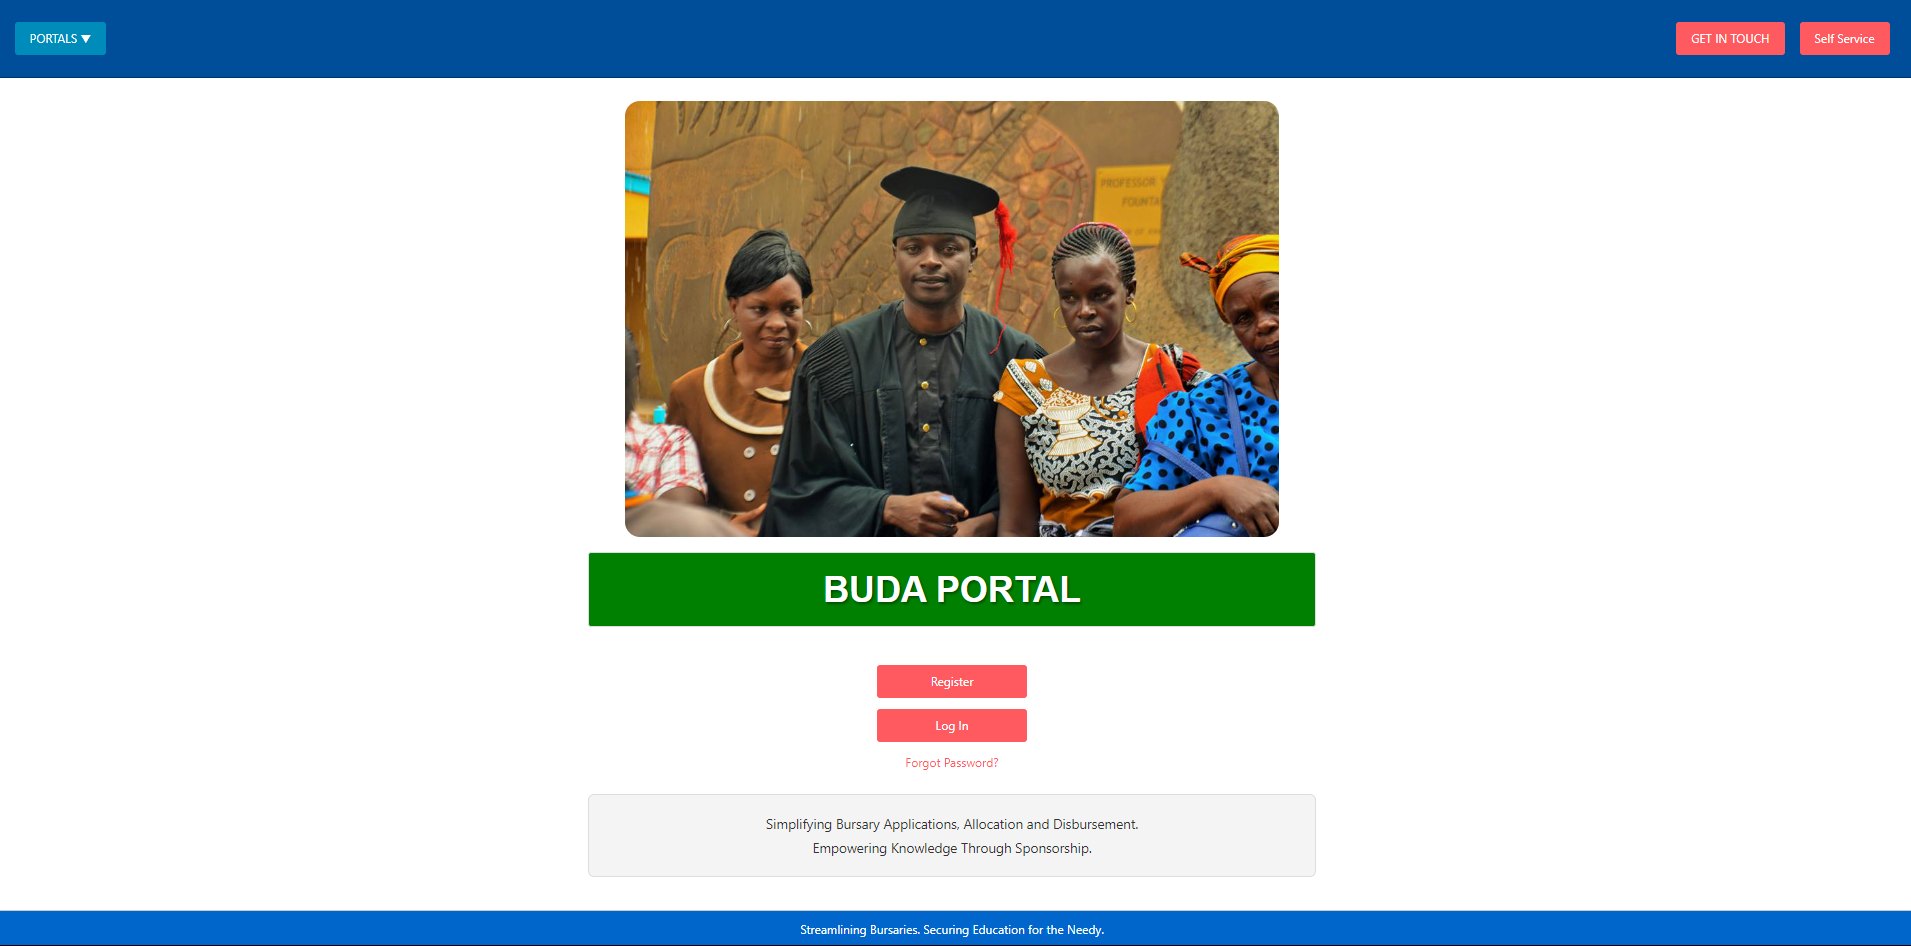 PORTALS ▼
GET IN TOUCH
Self Service
PROFESSOR
BUDA PORTAL
Register
Log In
Forgot Password?
Simplifying Bursary Applications, Allocation and Disbursement.
Empowering Knowledge Through Sponsorship.
Streamlining Bursaries. Securing Education for the Needy.